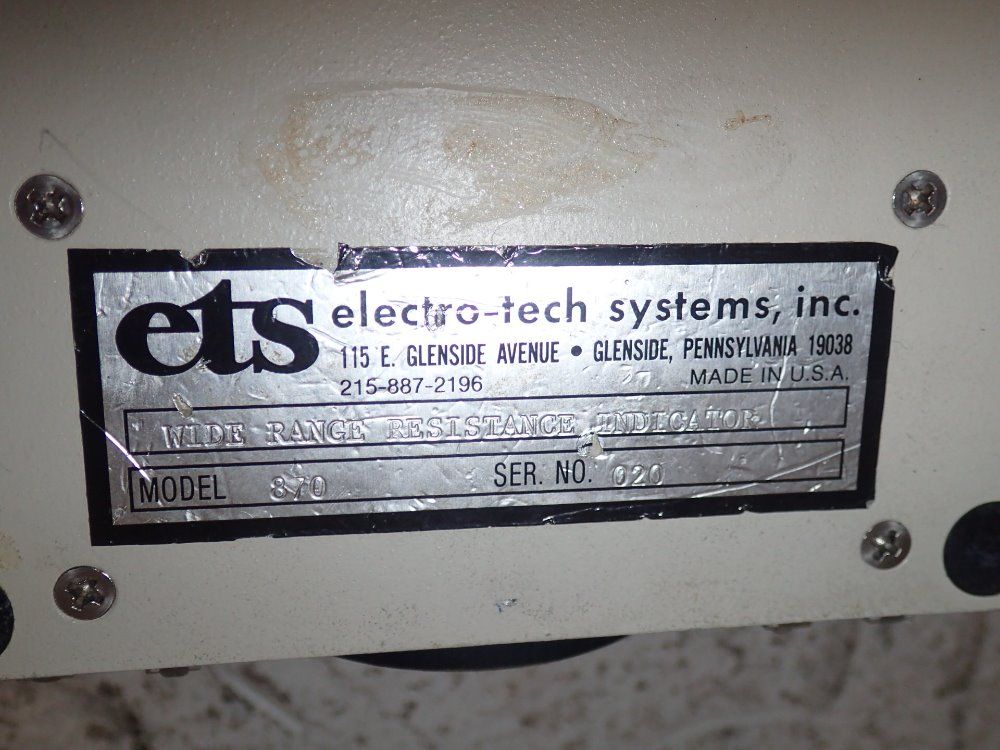 ets electro-tech systems, inc.
115 E. GLENSIDE AVENUE • GLENSIDE, PENNSYLVANIA 19038
215-887-2196 MADE IN U.S.A.
WIDE RANGE RESISTANCE INDICATOR
MODEL 870 SER. NO. 020